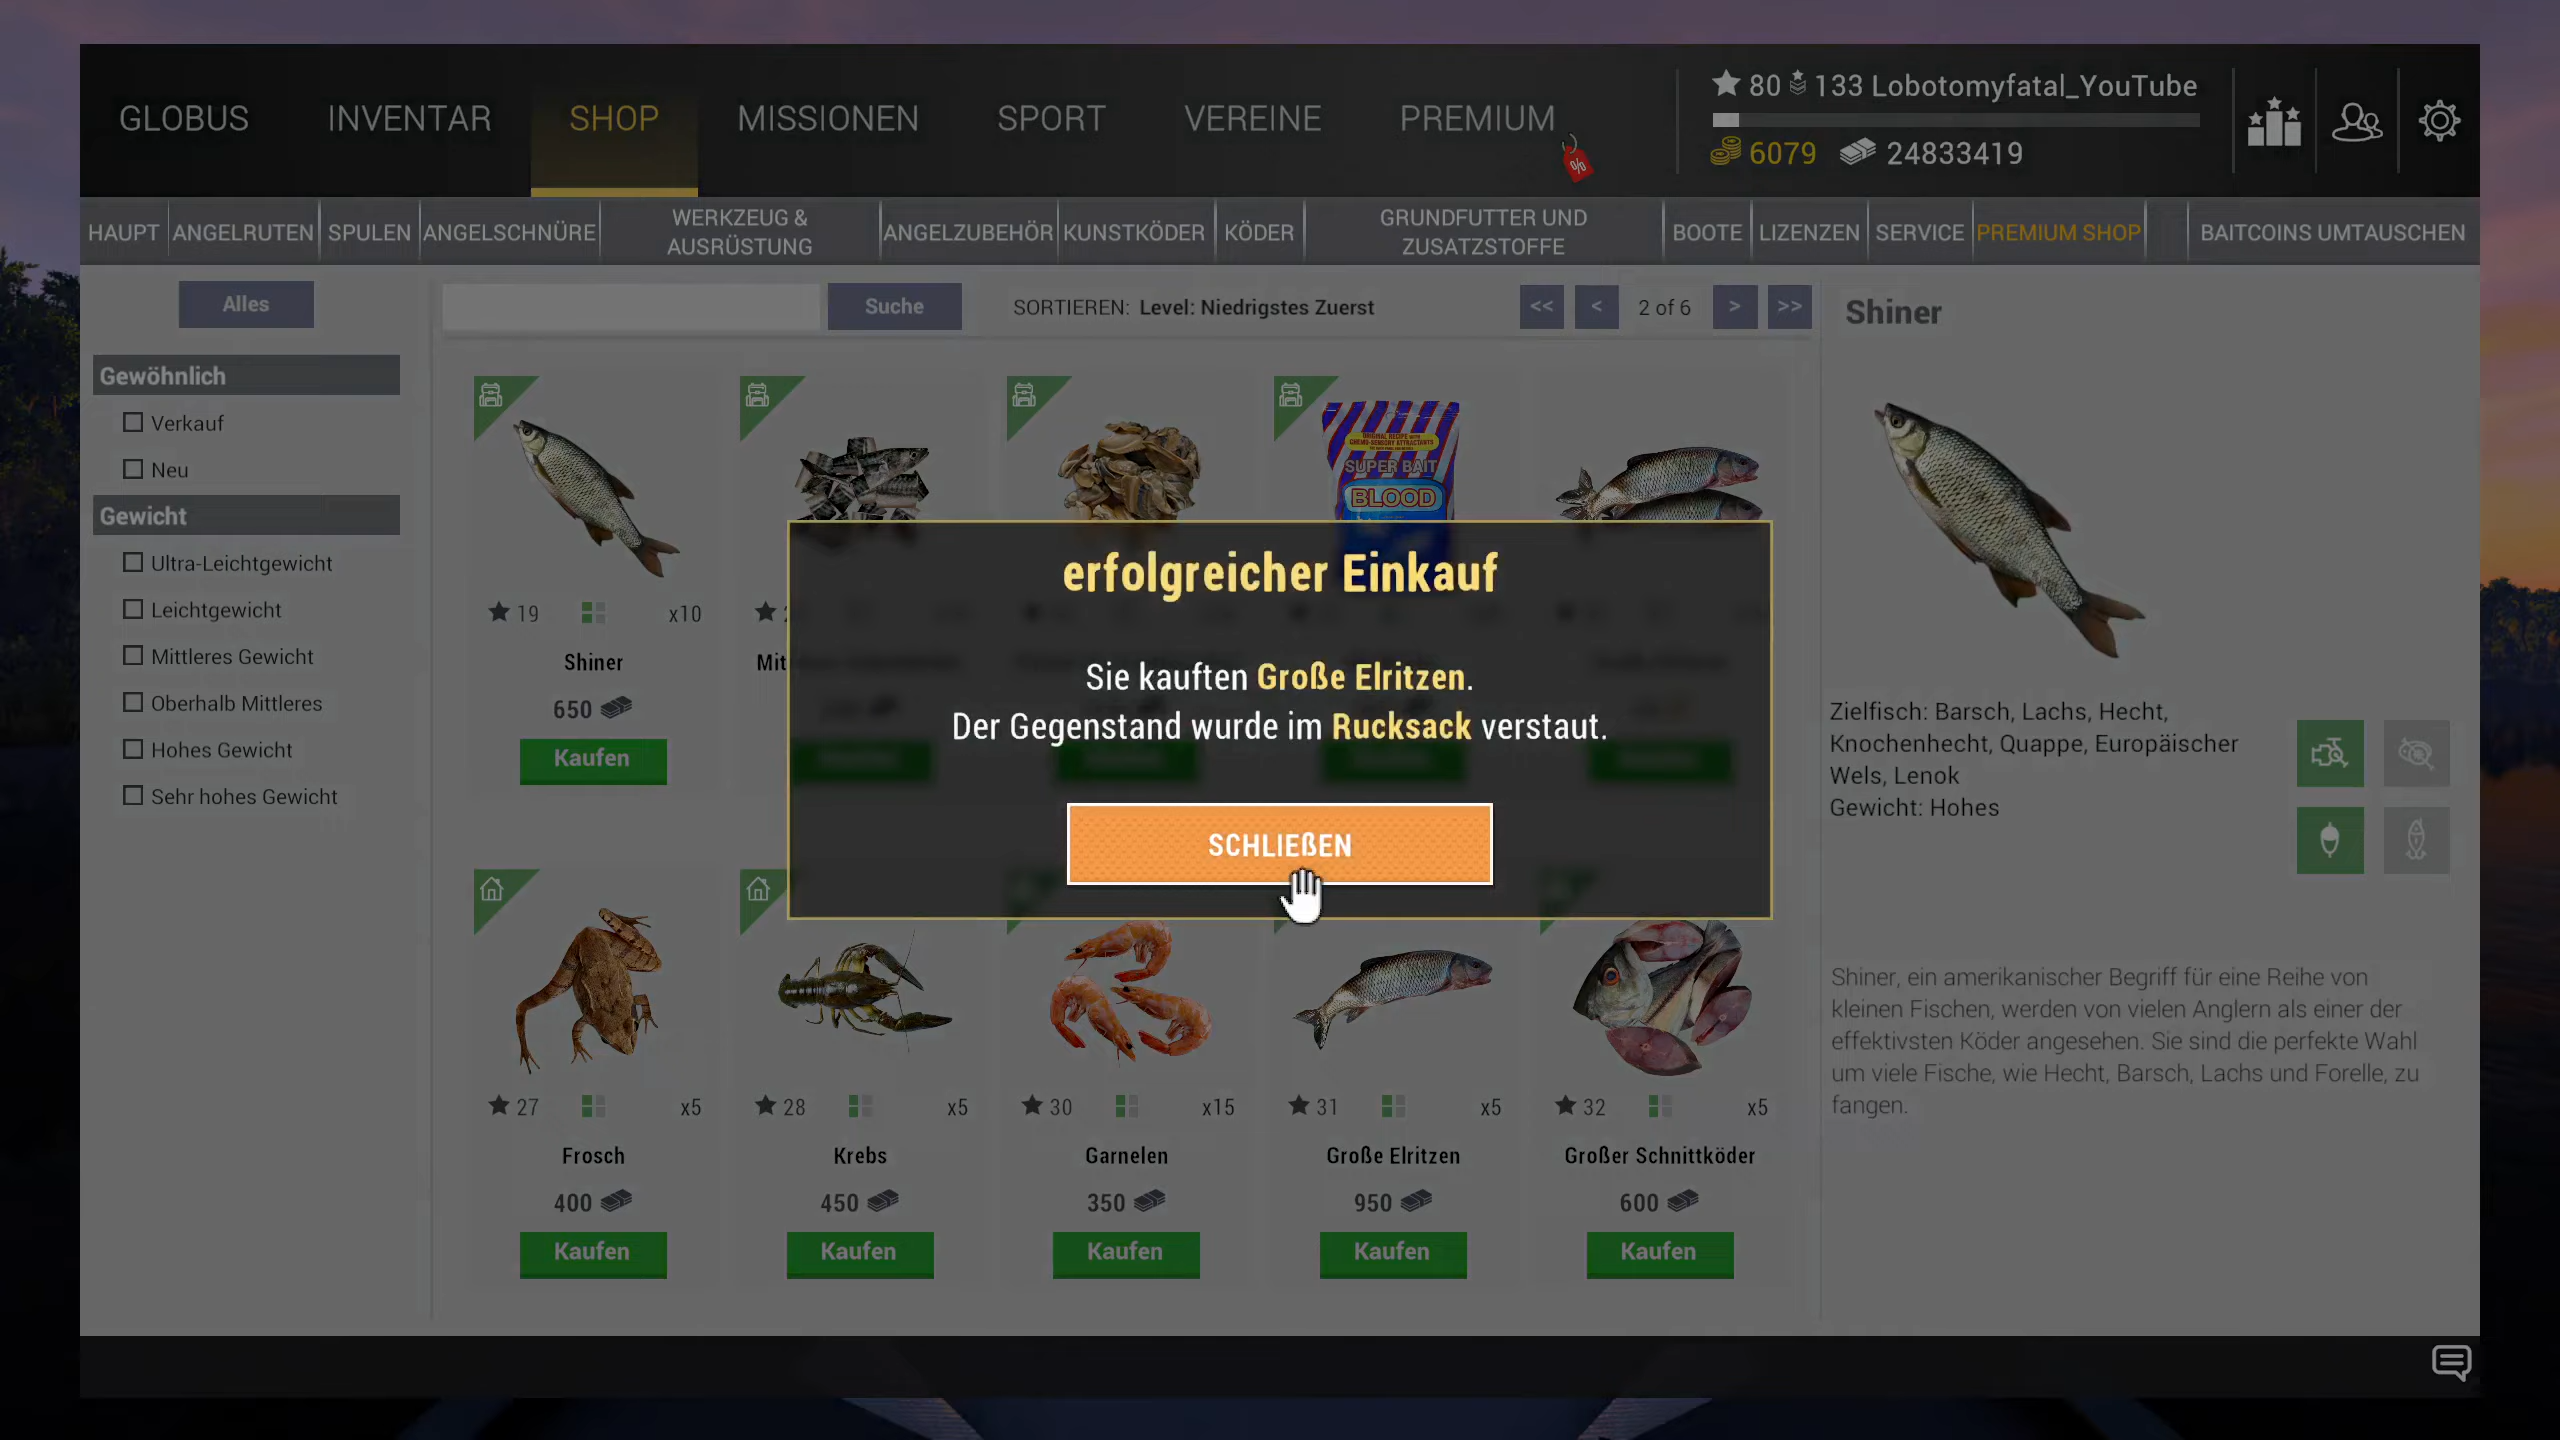 GLOBUS
INVENTAR
SHOP
MISSIONEN
SPORT
VEREINE
PREMIUM
%
80 133 Lobotomyfatal_YouTube
6079 24833419
HAUPT
ANGELRUTEN
SPULEN
ANGELSCHNÜRE
WERKZEUG &
AUSRÜSTUNG
ANGELZUBEHÖR
KUNSTKÖDER
KÖDER
GRUNDFUTTER UND
ZUSATZSTOFFE
BOOTE
LIZENZEN
SERVICE
PREMIUM SHOP
BAITCOINS UMTAUSCHEN
Alles
Suche
SORTIEREN: Level: Niedrigstes Zuerst
<< < 2 of 6 > >>
Gewöhnlich
Verkauf
Neu
Gewicht
Ultra-Leichtgewicht
Leichtgewicht
Mittleres Gewicht
Oberhalb Mittleres
Hohes Gewicht
Sehr hohes Gewicht
SUPER BAIT
BLOOD
19 x10
Shiner
650
Kaufen
erfolgreicher Einkauf
Sie kauften Große Elritzen.
Der Gegenstand wurde im Rucksack verstaut.
SCHLIEßEN
27 x5
Frosch
400
Kaufen
28 x5
Krebs
450
Kaufen
30 x15
Garnelen
350
Kaufen
31 x5
Große Elritzen
950
Kaufen
32 x5
Großer Schnittköder
600
Kaufen
Shiner
Zielfisch: Barsch, Lachs, Hecht,
Knochenhecht, Quappe, Europäischer
Wels, Lenok
Gewicht: Hohes
Shiner, ein amerikanischer Begriff für eine Reihe von
kleinen Fischen, werden von vielen Anglern als einer der
effektivsten Köder angesehen. Sie sind die perfekte Wahl
um viele Fische, wie Hecht, Barsch, Lachs und Forelle, zu
fangen.